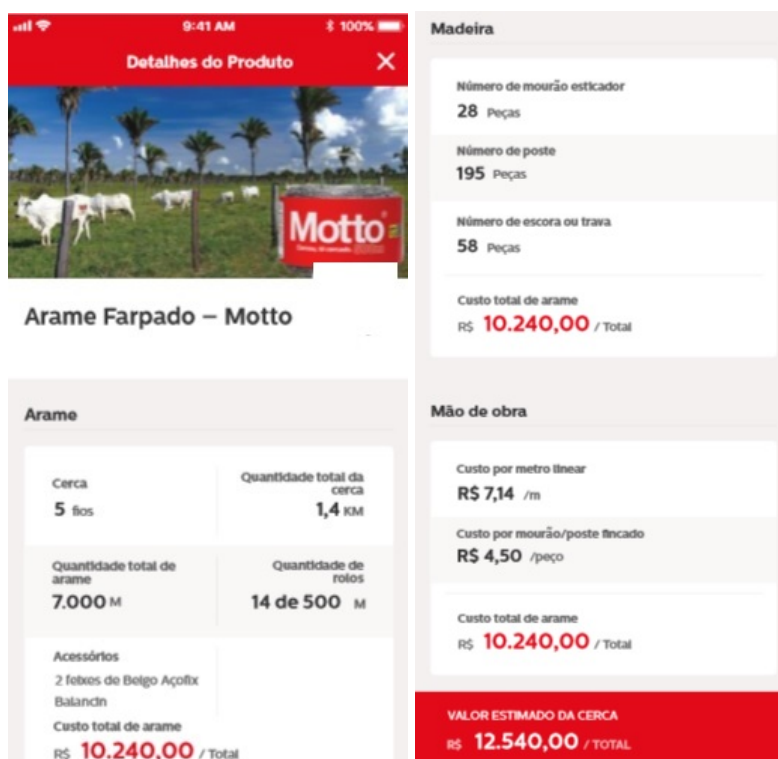 9:41 AM
100%
Detalhes do Produto
Motto
Arame Farpado – Motto
Arame
Cerca
5 fios
Quantidade total da
cerca
1,4 KM
Quantidade total de
arame
7.000 M
Quantidade de
rolos
14 de 500 M
Acessórios
2 feixes de Belgo Açofix
Balancin
Custo total de arame
R$ 10.240,00 / Total
Madeira
Número de mourão esticador
28 Peças
Número de poste
195 Peças
Número de escora ou trava
58 Peças
Custo total de arame
R$ 10.240,00 / Total
Mão de obra
Custo por metro linear
R$ 7,14 /m
Custo por mourão/poste fincado
R$ 4,50 /peço
Custo total de arame
R$ 10.240,00 / Total
VALOR ESTIMADO DA CERCA
R$ 12.540,00 / TOTAL